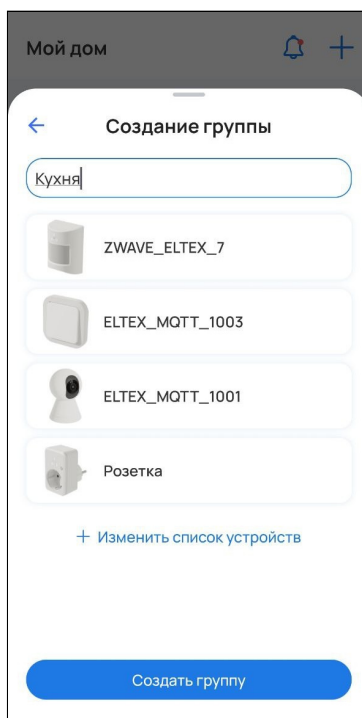 Мой дом
Создание группы
Кухня
ZWAVE_ELTEX_7
ELTEX_MQTT_1003
ELTEX_MQTT_1001
Розетка
+ Изменить список устройств
Создать группу